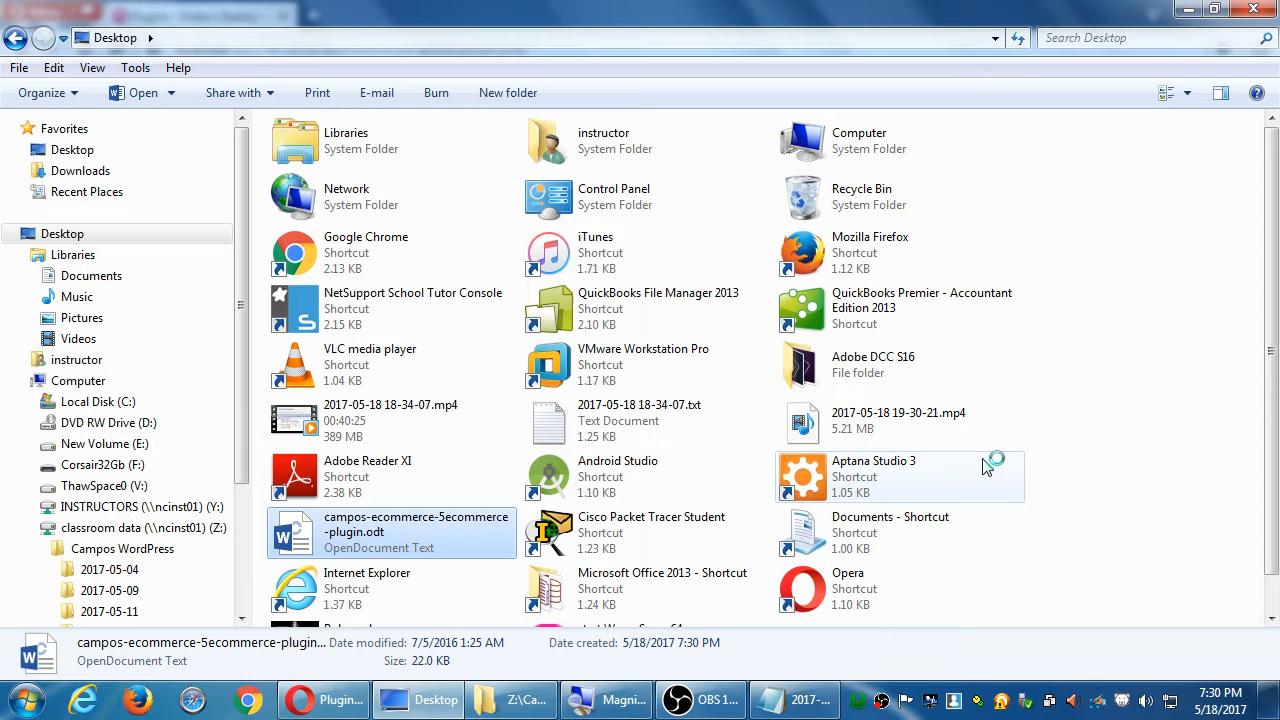 Desktop
Search Desktop
File Edit View Tools Help
Organize Open Share with Print E-mail Burn New folder
Favorites
Desktop
Downloads
Recent Places
Desktop
Libraries
Documents
Music
Pictures
Videos
instructor
Computer
Local Disk (C:)
DVD RW Drive (D:)
New Volume (E:)
Corsair32Gb (F:)
ThawSpace0 (V:)
INSTRUCTORS (\\ncinst01) (Y:)
classroom data (\\ncinst01) (Z:)
Campos WordPress
2017-05-04
2017-05-09
2017-05-11
Libraries
System Folder
instructor
System Folder
Computer
System Folder
Network
System Folder
Control Panel
System Folder
Recycle Bin
System Folder
Google Chrome
Shortcut
2.13 KB
iTunes
Shortcut
1.71 KB
Mozilla Firefox
Shortcut
1.12 KB
NetSupport School Tutor Console
Shortcut
2.15 KB
QuickBooks File Manager 2013
Shortcut
2.10 KB
QuickBooks Premier - Accountant
Edition 2013
Shortcut
VLC media player
Shortcut
1.04 KB
VMware Workstation Pro
Shortcut
1.17 KB
Adobe DCC S16
File folder
2017-05-18 18-34-07.mp4
00:40:25
389 MB
2017-05-18 18-34-07.txt
Text Document
1.25 KB
2017-05-18 19-30-21.mp4
5.21 MB
Adobe Reader XI
Shortcut
2.38 KB
Android Studio
Shortcut
1.10 KB
Aptana Studio 3
Shortcut
1.05 KB
campos-ecommerce-5ecommerce
-plugin.odt
OpenDocument Text
Cisco Packet Tracer Student
Shortcut
1.23 KB
Documents - Shortcut
Shortcut
1.00 KB
Internet Explorer
Shortcut
1.37 KB
Microsoft Office 2013 - Shortcut
Shortcut
1.24 KB
Opera
Shortcut
1.10 KB
campos-ecommerce-5ecommerce-plugin... Date modified: 7/5/2016 1:25 AM Date created: 5/18/2017 7:30 PM
OpenDocument Text Size: 22.0 KB
Plugin... Desktop Z:\Ca... Magni... OBS 1... 2017-...
7:30 PM
5/18/2017